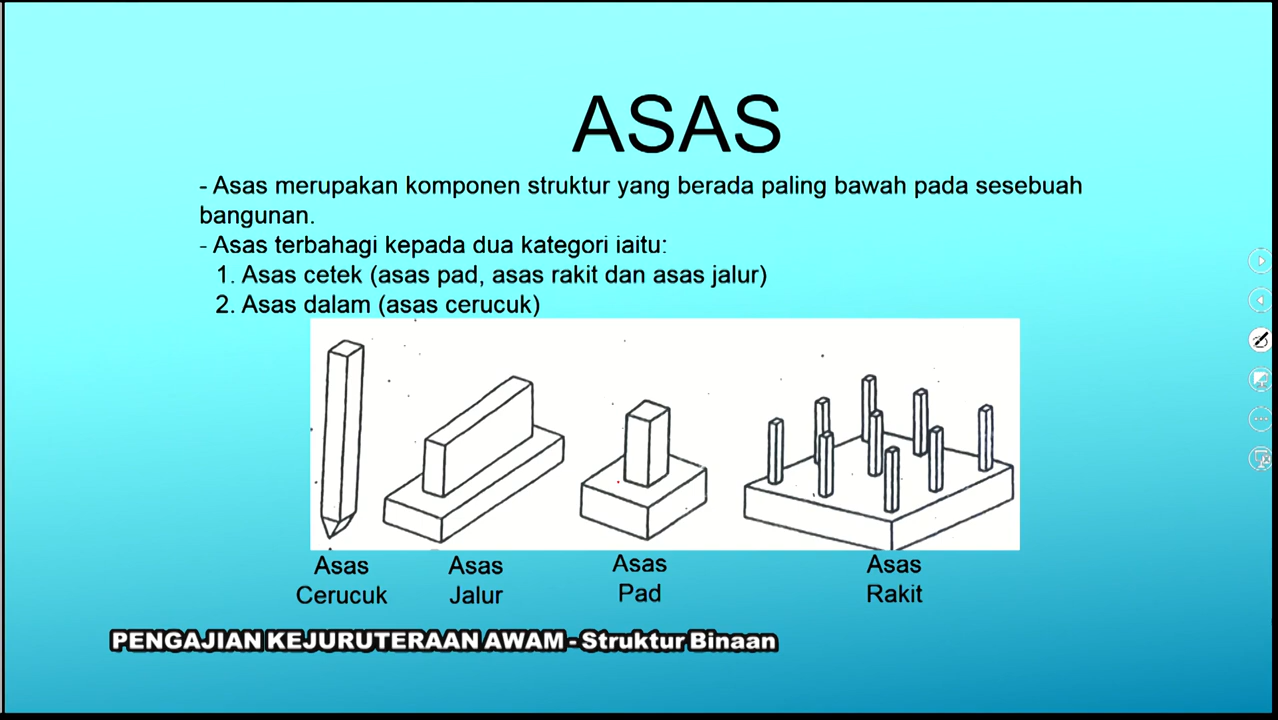 ASAS
- Asas merupakan komponen struktur yang berada paling bawah pada sesebuah
bangunan.
- Asas terbahagi kepada dua kategori iaitu:
1. Asas cetek (asas pad, asas rakit dan asas jalur)
2. Asas dalam (asas cerucuk)
Asas
Cerucuk
Asas
Jalur
Asas
Pad
Asas
Rakit
PENGAJIAN KEJURUTERAAN AWAM - Struktur Binaan